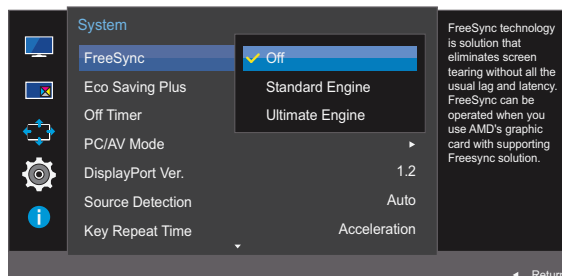 System
FreeSync
Off
Eco Saving Plus
Standard Engine
Off Timer
Ultimate Engine
PC/AV Mode
DisplayPort Ver.
1.2
Source Detection
Auto
Key Repeat Time
Acceleration
FreeSync technology
is solution that
eliminates screen
tearing without all the
usual lag and latency.
FreeSync can be
operated when you
use AMD's graphic
card with supporting
Freesync solution.
Return